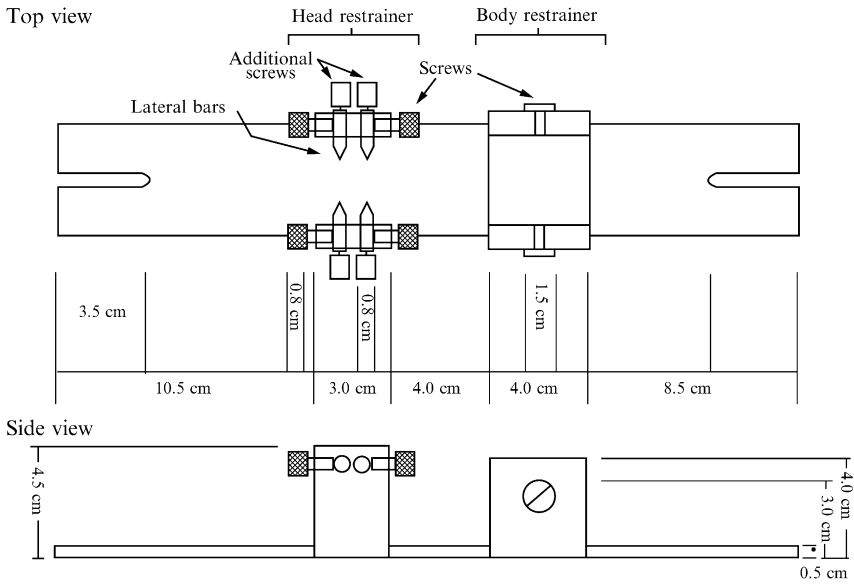 Top view
Head restrainer
Body restrainer
Additional
screws
Screws
Lateral bars
3.5 cm
0.8 cm
0.8 cm
1.5 cm
10.5 cm
3.0 cm
4.0 cm
4.0 cm
8.5 cm
Side view
4.5 cm
4.0 cm
3.0 cm
0.5 cm